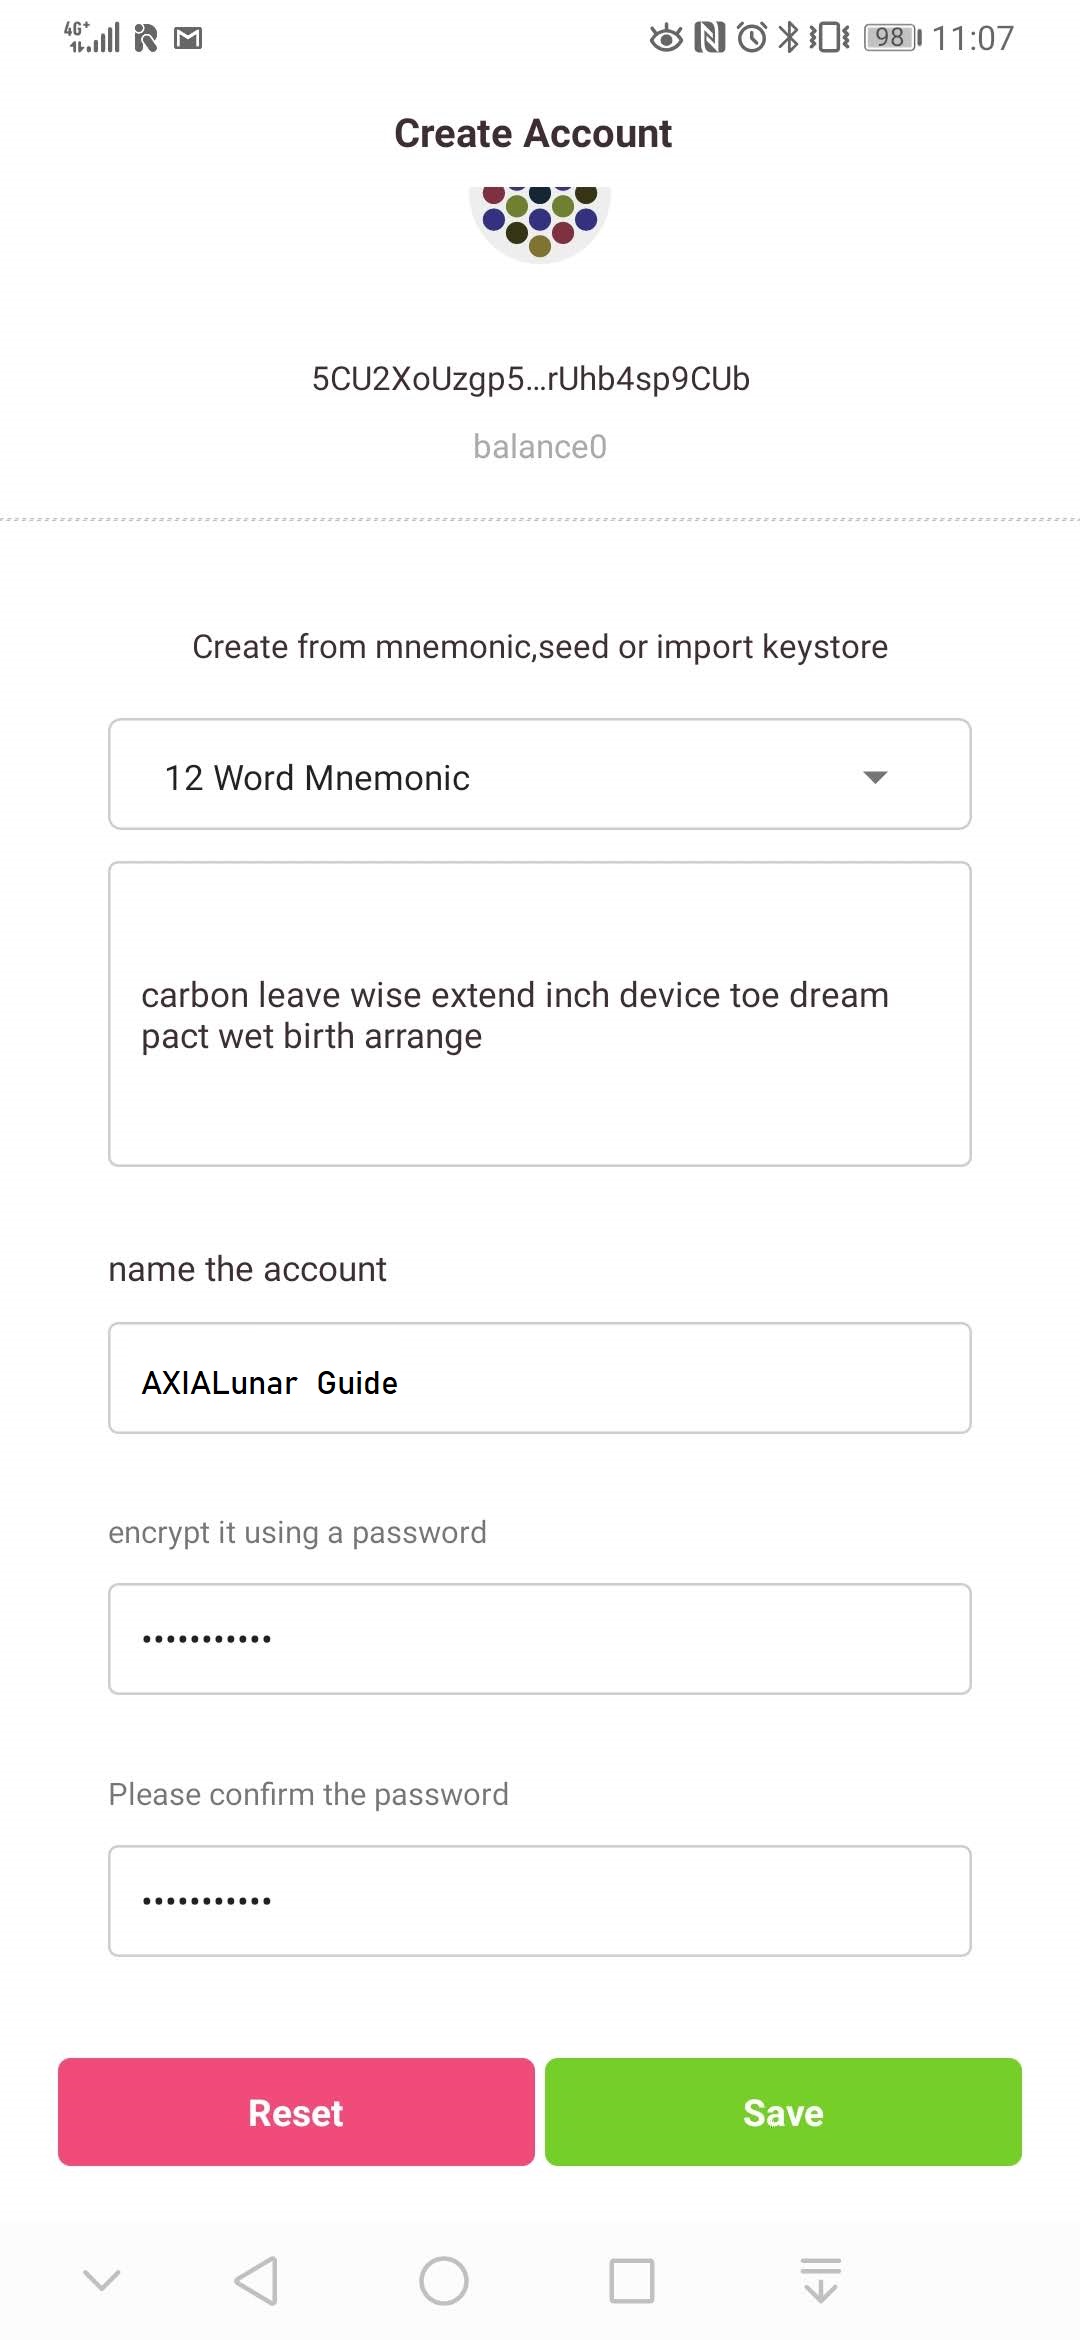 4G+
98 11:07
Create Account
5CU2XoUzgp5...rUhb4sp9CUb
balance0
Create from mnemonic,seed or import keystore
12 Word Mnemonic
carbon leave wise extend inch device toe dream
pact wet birth arrange
name the account
AXIALunar Guide
encrypt it using a password
•••••••••••
Please confirm the password
•••••••••••
Reset Save